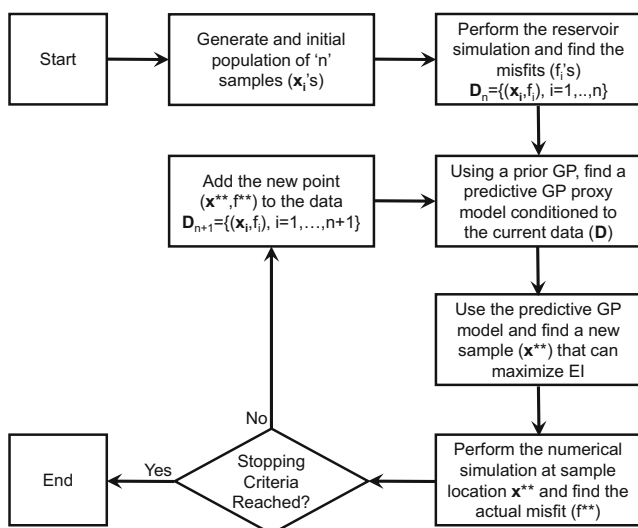 Start
Generate and initial
population of 'n'
samples (xᵢ's)
Perform the reservoir
simulation and find the
misfits (fᵢ's)
Dₙ={(xᵢ,fᵢ), i=1,..,n}
Add the new point
(x**,f**) to the data
Dₙ₊₁={(xᵢ,fᵢ), i=1,...,n+1}
Using a prior GP, find a
predictive GP proxy
model conditioned to
the current data (D)
Use the predictive GP
model and find a new
sample (x**) that can
maximize EI
No
End
Yes
Stopping
Criteria
Reached?
Perform the numerical
simulation at sample
location x** and find the
actual misfit (f**)